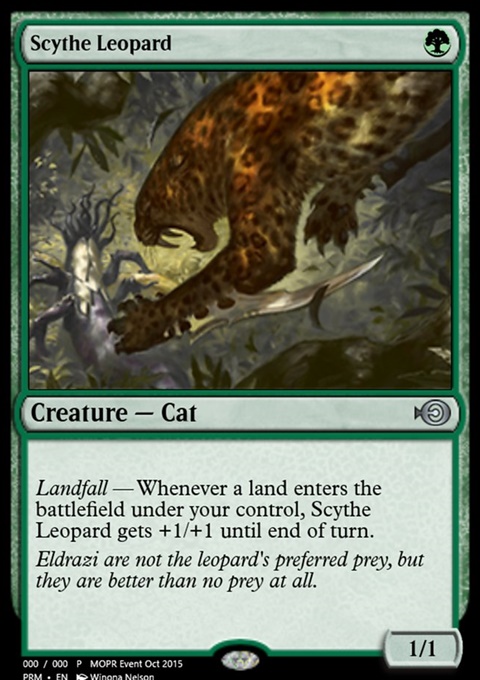 Scythe Leopard
Creature — Cat
Landfall — Whenever a land enters the
battlefield under your control, Scythe
Leopard gets +1/+1 until end of turn.
Eldrazi are not the leopard's preferred prey, but
they are better than no prey at all.
1/1
000 / 000 P MOPR Event Oct 2015
PRM • EN Winona Nelson